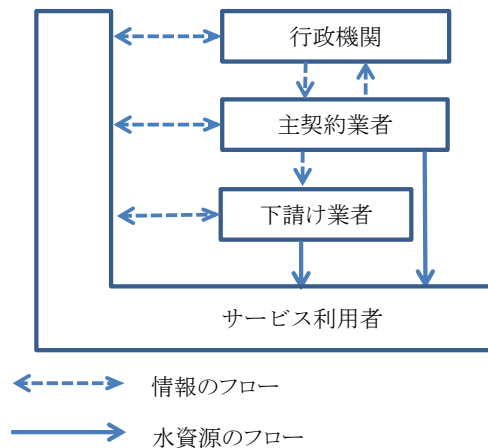 行政機関
主契約業者
下請け業者
サービス利用者
情報のフロー
水資源のフロー